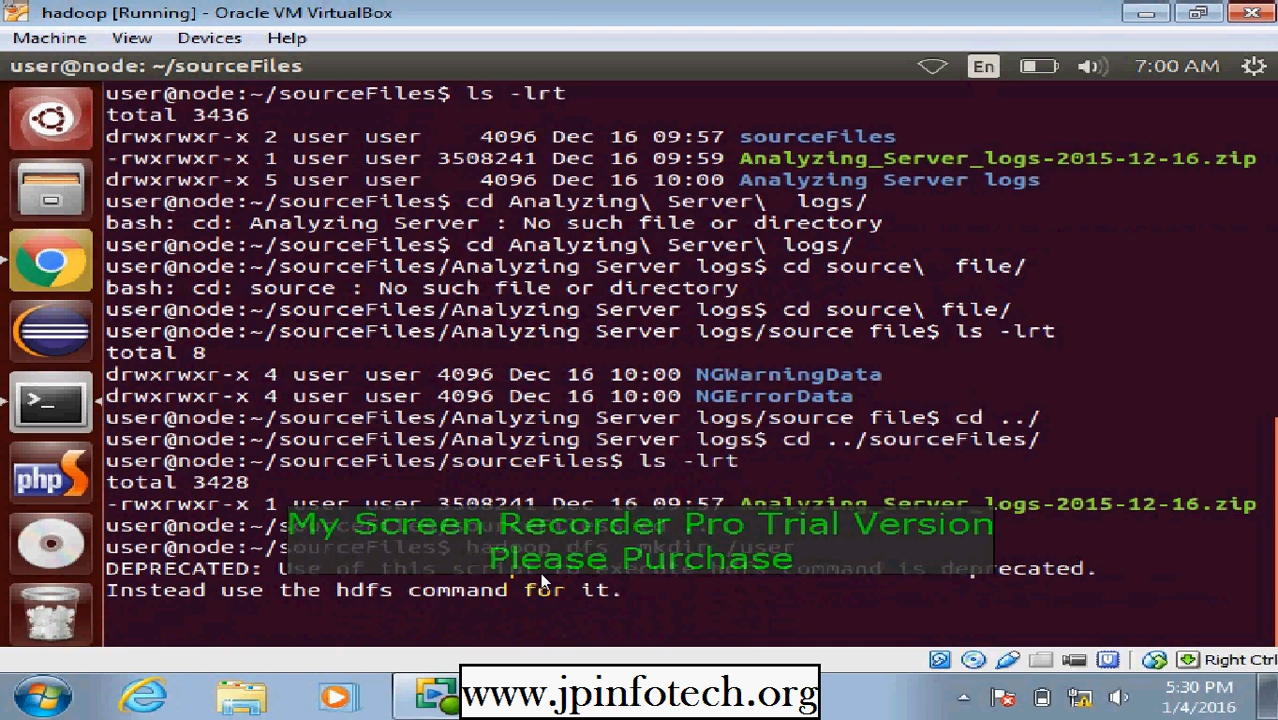 hadoop [Running] - Oracle VM VirtualBox
Machine View Devices Help
user@node: ~/sourceFiles En 7:00 AM
user@node:~/sourceFiles$ ls -lrt
total 3436
drwxrwxr-x 2 user user 4096 Dec 16 09:57 sourceFiles
-rwxrwxr-x 1 user user 3508241 Dec 16 09:59 Analyzing_Server_logs-2015-12-16.zip
drwxrwxr-x 5 user user 4096 Dec 16 10:00 Analyzing Server logs
user@node:~/sourceFiles$ cd Analyzing\ Server\  logs/
bash: cd: Analyzing Server : No such file or directory
user@node:~/sourceFiles$ cd Analyzing\ Server\ logs/
user@node:~/sourceFiles/Analyzing Server logs$ cd source\  file/
bash: cd: source : No such file or directory
user@node:~/sourceFiles/Analyzing Server logs$ cd source\ file/
user@node:~/sourceFiles/Analyzing Server logs/source file$ ls -lrt
total 8
drwxrwxr-x 4 user user 4096 Dec 16 10:00 NGWarningData
drwxrwxr-x 4 user user 4096 Dec 16 10:00 NGErrorData
user@node:~/sourceFiles/Analyzing Server logs/source file$ cd ../
user@node:~/sourceFiles/Analyzing Server logs$ cd ../sourceFiles/
user@node:~/sourceFiles/sourceFiles$ ls -lrt
total 3428
-rwxrwxr-x 1 user user 3508241 Dec 16 09:57 Analyzing_Server_logs-2015-12-16.zip
user@node:~/s
My Screen Recorder Pro Trial Version
user@node:~/sourceFiles$ hadoop dfs -mkdir /user
Please Purchase
DEPRECATED: Use of this script to execute hdfs command is deprecated.
Instead use the hdfs command for it.
Right Ctrl
php S
www.jpinfotech.org
5:30 PM
1/4/2016